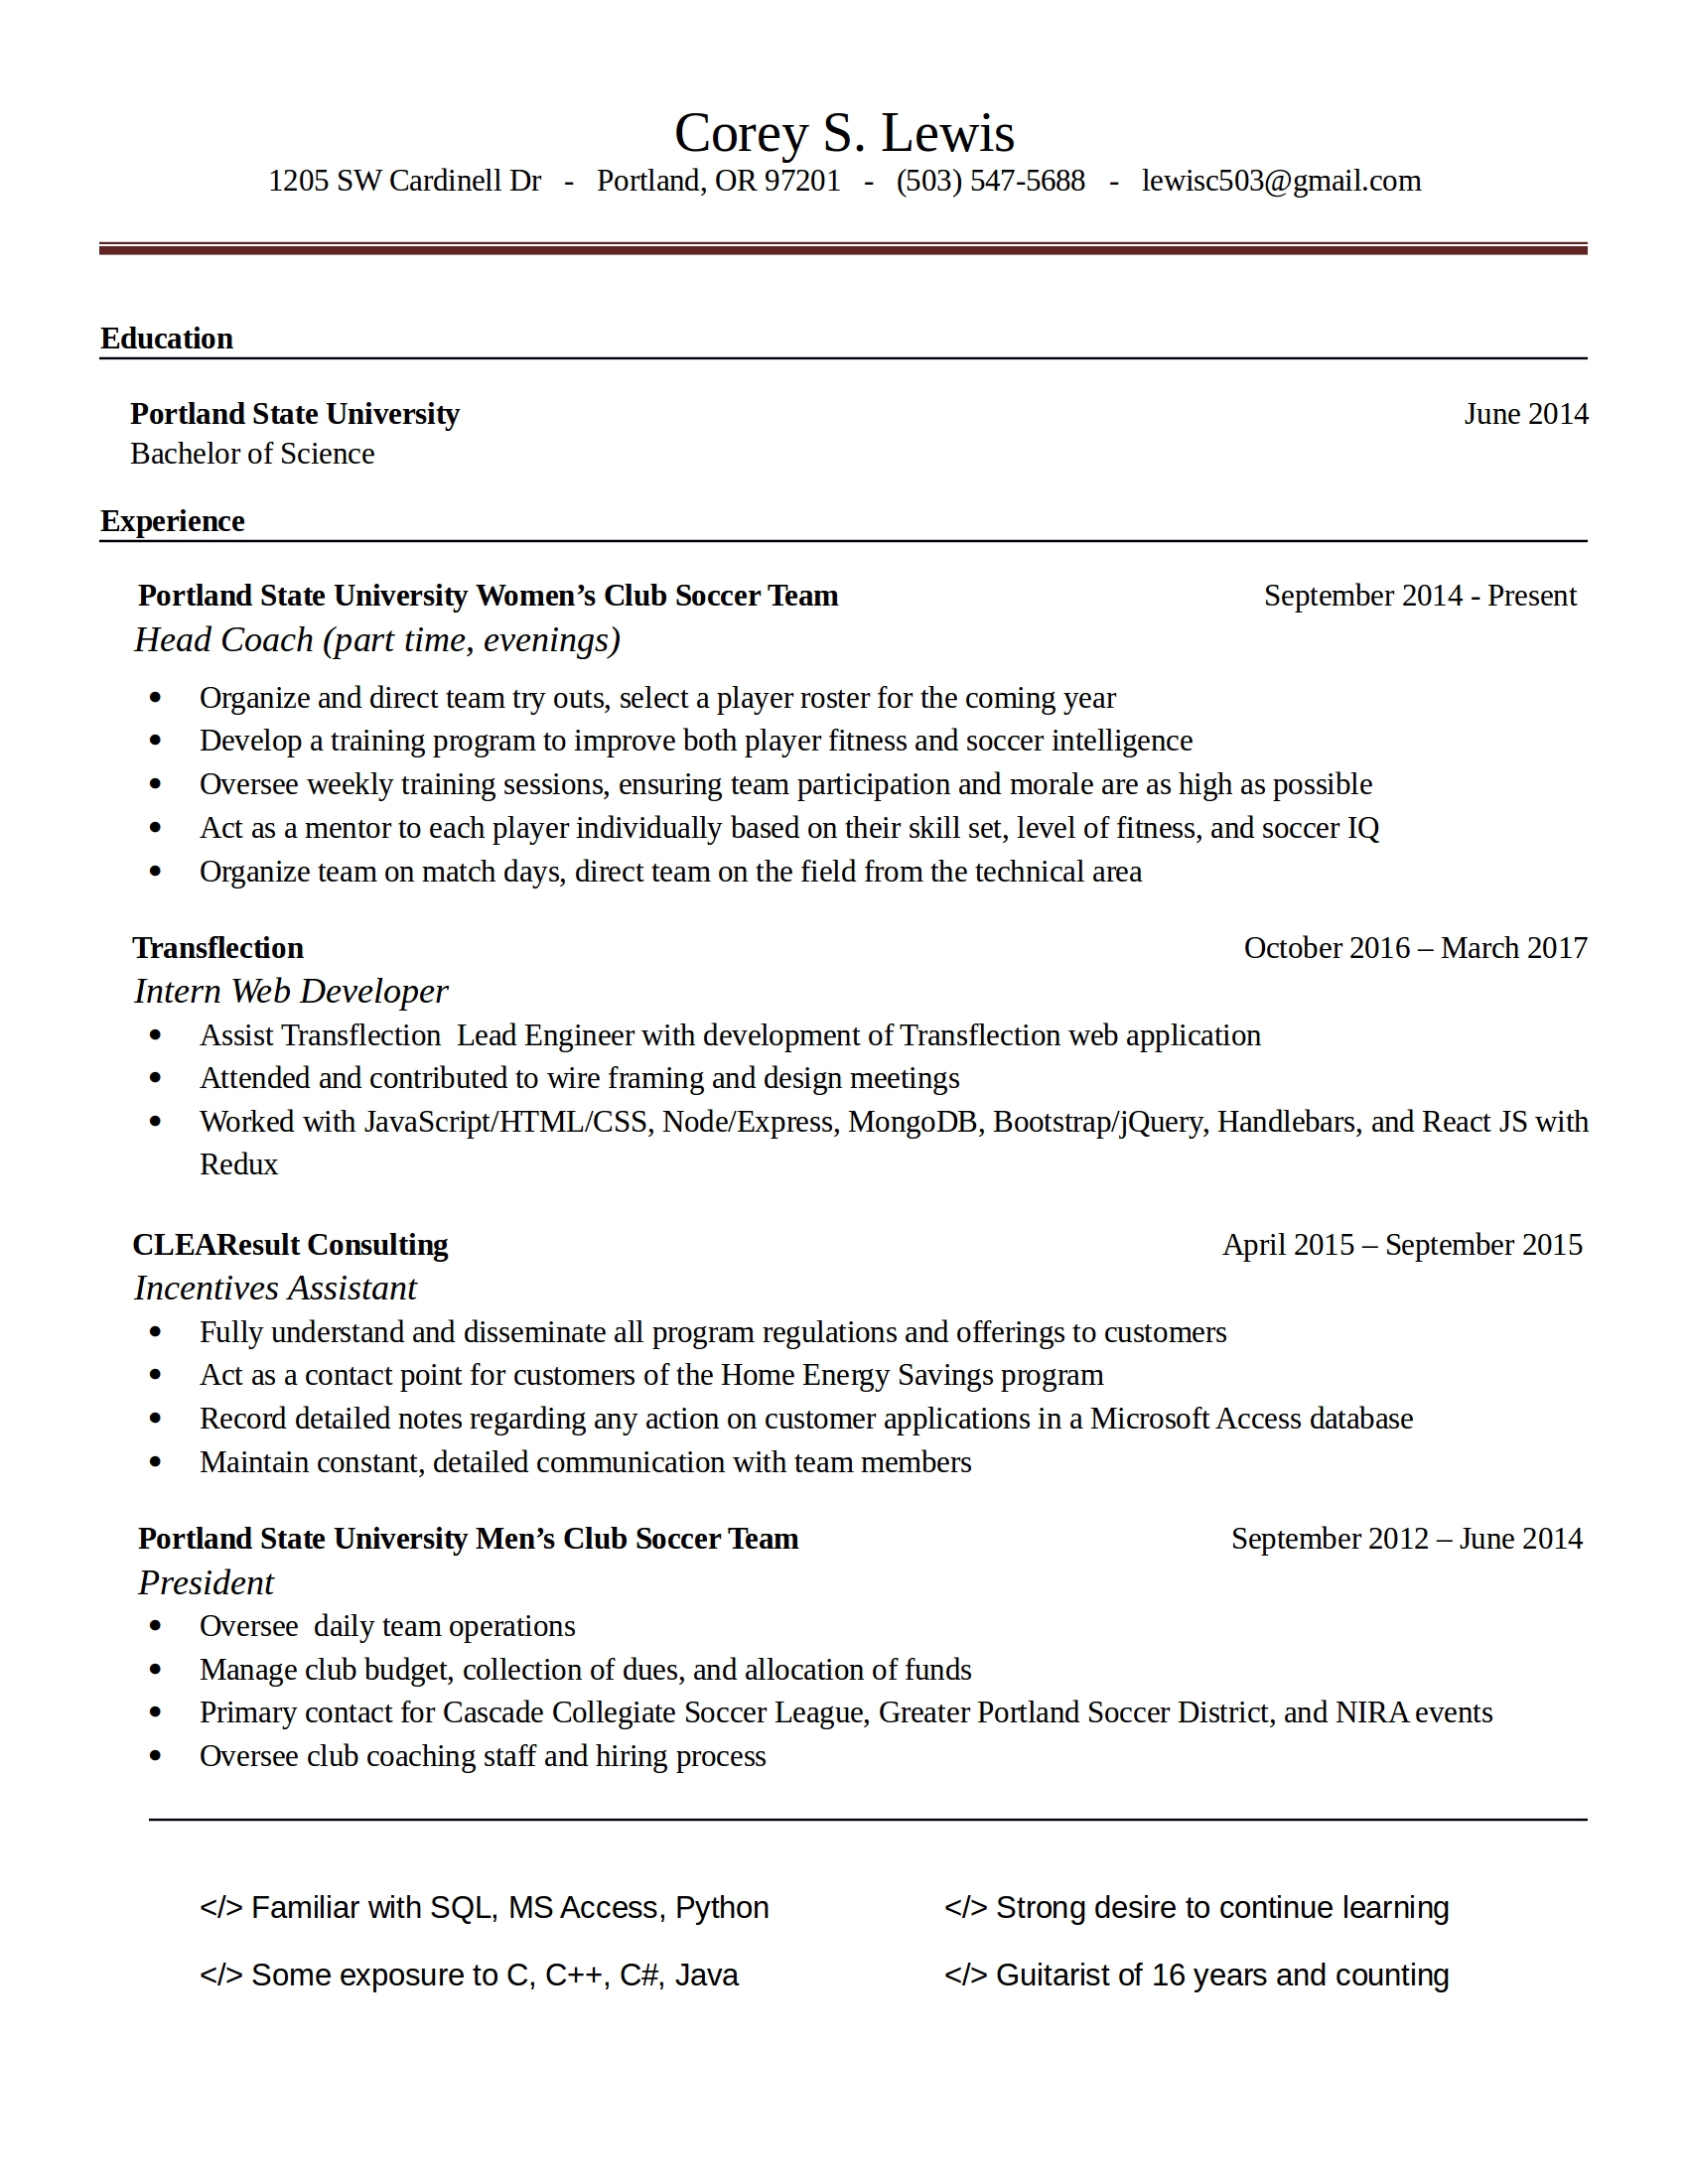 Corey S. Lewis
1205 SW Cardinell Dr - Portland, OR 97201 - (503) 547-5688 - lewisc503@gmail.com
Education
Portland State University June 2014
Bachelor of Science
Experience
Portland State University Women’s Club Soccer Team September 2014 - Present
Head Coach (part time, evenings)
● Organize and direct team try outs, select a player roster for the coming year
● Develop a training program to improve both player fitness and soccer intelligence
● Oversee weekly training sessions, ensuring team participation and morale are as high as possible
● Act as a mentor to each player individually based on their skill set, level of fitness, and soccer IQ
● Organize team on match days, direct team on the field from the technical area
Transflection October 2016 – March 2017
Intern Web Developer
● Assist Transflection  Lead Engineer with development of Transflection web application
● Attended and contributed to wire framing and design meetings
● Worked with JavaScript/HTML/CSS, Node/Express, MongoDB, Bootstrap/jQuery, Handlebars, and React JS with
Redux
CLEAResult Consulting April 2015 – September 2015
Incentives Assistant
● Fully understand and disseminate all program regulations and offerings to customers
● Act as a contact point for customers of the Home Energy Savings program
● Record detailed notes regarding any action on customer applications in a Microsoft Access database
● Maintain constant, detailed communication with team members
Portland State University Men’s Club Soccer Team September 2012 – June 2014
President
● Oversee  daily team operations
● Manage club budget, collection of dues, and allocation of funds
● Primary contact for Cascade Collegiate Soccer League, Greater Portland Soccer District, and NIRA events
● Oversee club coaching staff and hiring process
</> Familiar with SQL, MS Access, Python </> Strong desire to continue learning
</> Some exposure to C, C++, C#, Java </> Guitarist of 16 years and counting